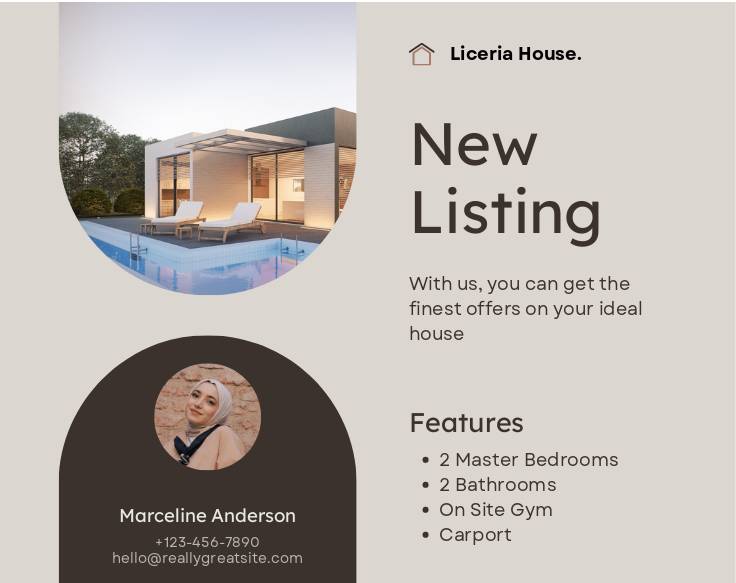 Liceria House.
New
Listing
With us, you can get the
finest offers on your ideal
house
Features
• 2 Master Bedrooms
• 2 Bathrooms
• On Site Gym
• Carport
Marceline Anderson
+123-456-7890
hello@reallygreatsite.com